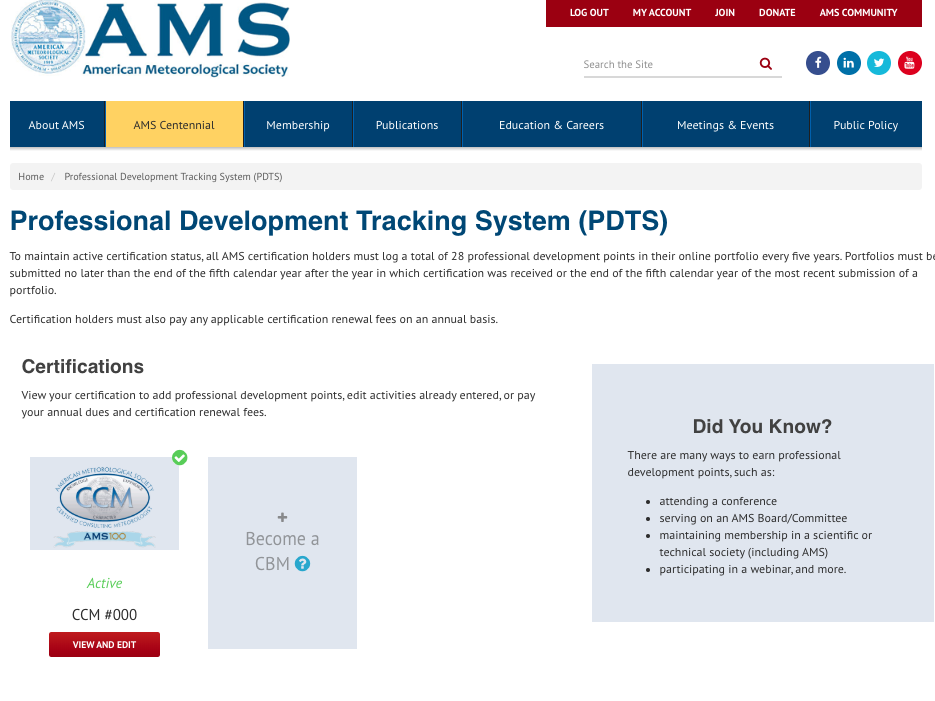 AMS
AMERICAN
METEOROLOGICAL
SOCIETY
American Meteorological Society
LOG OUT MY ACCOUNT JOIN DONATE AMS COMMUNITY
Search the Site
About AMS AMS Centennial Membership Publications Education & Careers Meetings & Events Public Policy
Home / Professional Development Tracking System (PDTS)
Professional Development Tracking System (PDTS)
To maintain active certification status, all AMS certification holders must log a total of 28 professional development points in their online portfolio every five years. Portfolios must be
submitted no later than the end of the fifth calendar year after the year in which certification was received or the end of the fifth calendar year of the most recent submission of a
portfolio.
Certification holders must also pay any applicable certification renewal fees on an annual basis.
Certifications
View your certification to add professional development points, edit activities already entered, or pay
your annual dues and certification renewal fees.
AMERICAN METEOROLOGICAL SOCIETY
CCM
CERTIFIED CONSULTING METEOROLOGIST
AMS100
Active
CCM #000
VIEW AND EDIT
+
Become a
CBM ?
Did You Know?
There are many ways to earn professional
development points, such as:
• attending a conference
• serving on an AMS Board/Committee
• maintaining membership in a scientific or
technical society (including AMS)
• participating in a webinar, and more.